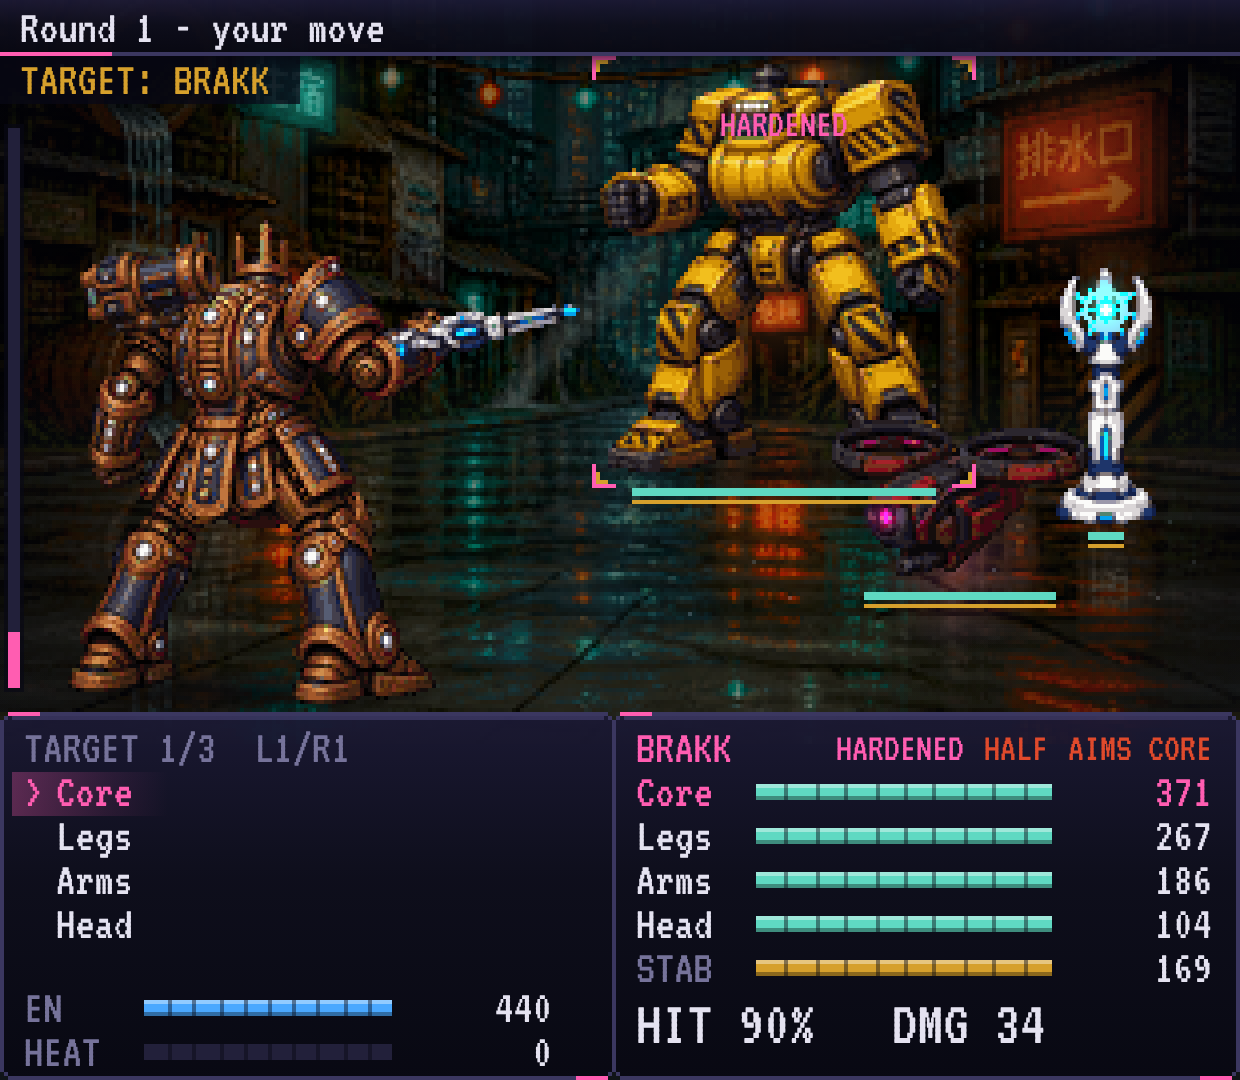 Round 1 - your move
TARGET: BRAKK
HARDENED
排水口
TARGET 1/3 L1/R1
> Core
Legs
Arms
Head
EN 440
HEAT 0
BRAKK HARDENED HALF AIMS CORE
Core 371
Legs 267
Arms 186
Head 104
STAB 169
HIT 90% DMG 34